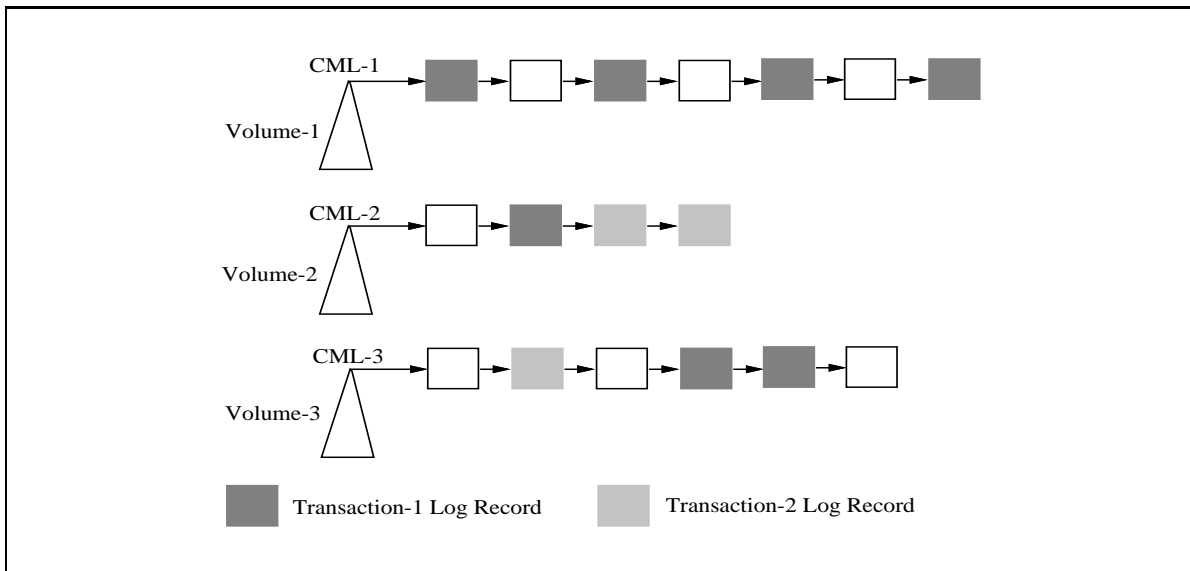 CML-1
Volume-1
CML-2
Volume-2
CML-3
Volume-3
Transaction-1 Log Record
Transaction-2 Log Record